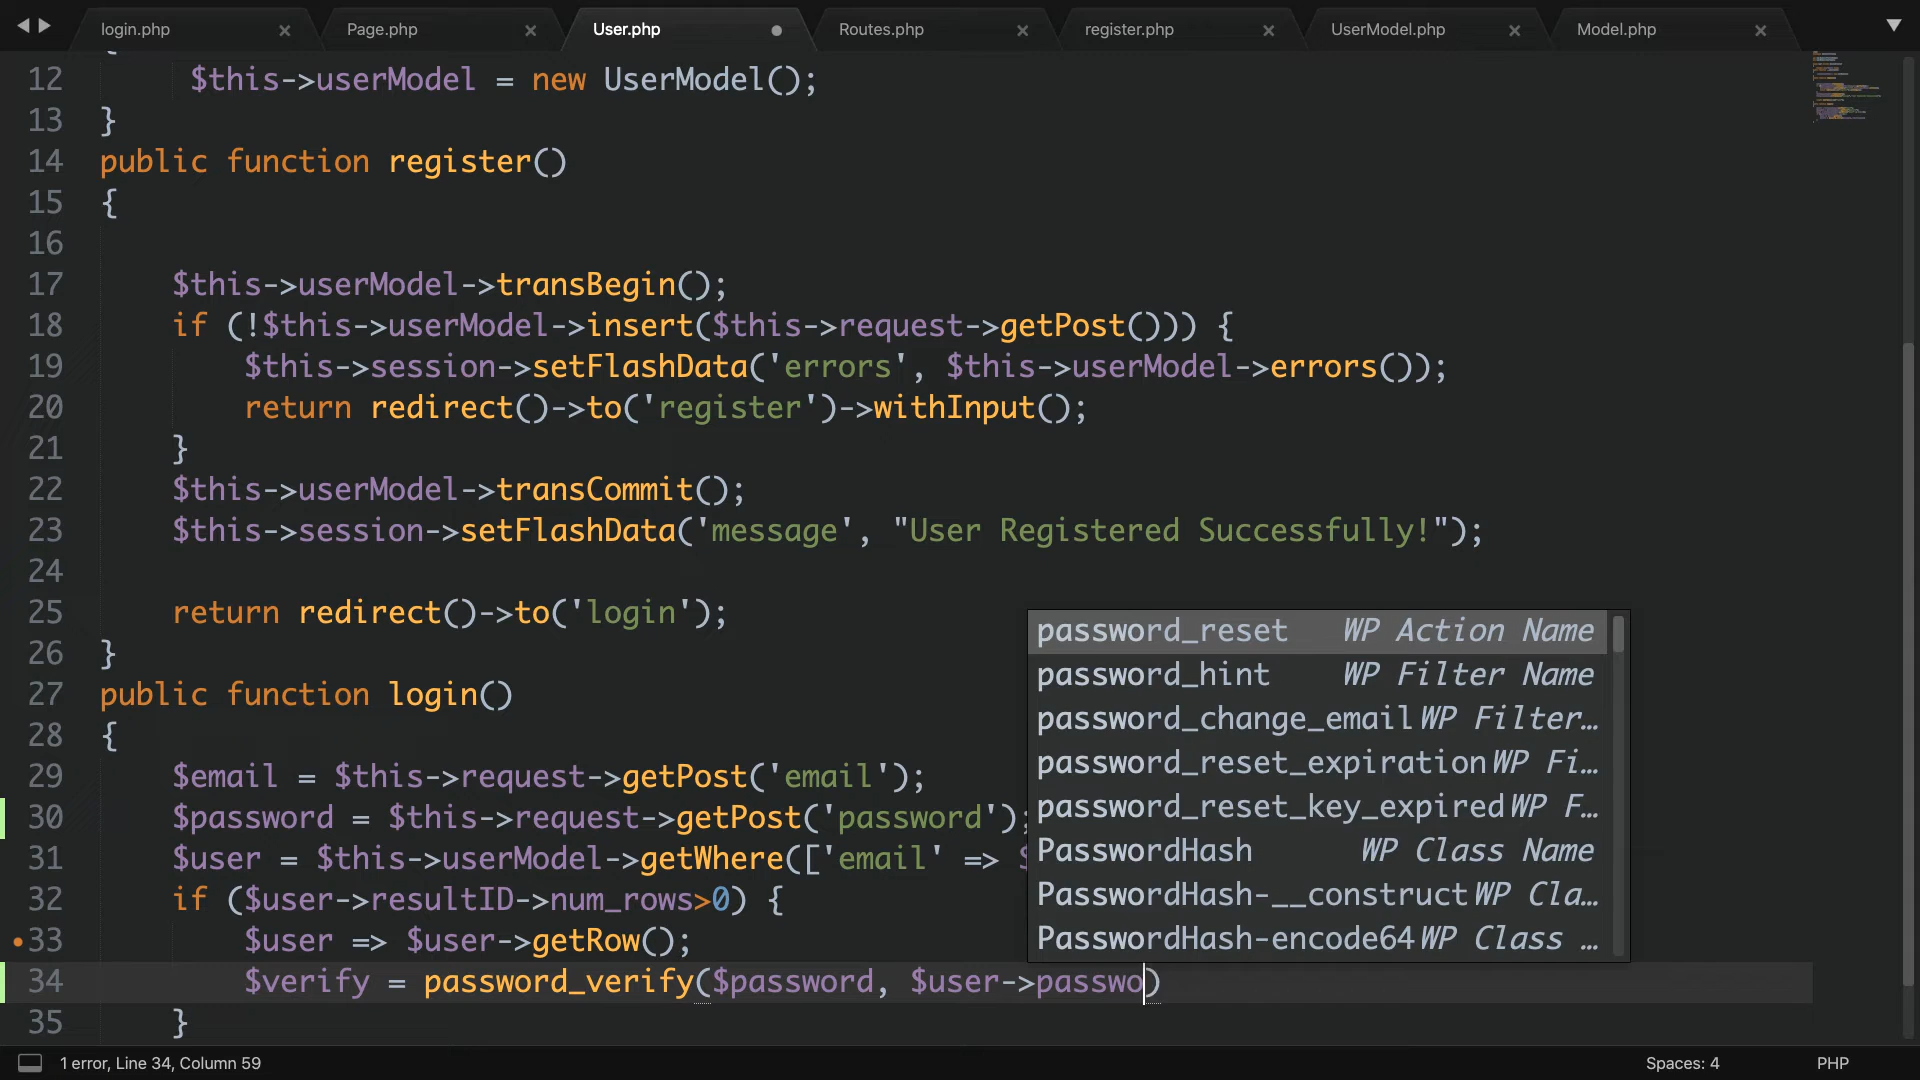 login.php Page.php User.php Routes.php register.php UserModel.php Model.php
{
12 $this->userModel = new UserModel();
13 }
14 public function register()
15 {
16
17 $this->userModel->transBegin();
18 if (!$this->userModel->insert($this->request->getPost())) {
19 $this->session->setFlashData('errors', $this->userModel->errors());
20 return redirect()->to('register')->withInput();
21 }
22 $this->userModel->transCommit();
23 $this->session->setFlashData('message', "User Registered Successfully!");
24
25 return redirect()->to('login');
26 }
27 public function login()
28 {
29 $email = $this->request->getPost('email');
30 $password = $this->request->getPost('password');
31 $user = $this->userModel->getWhere(['email' => $
32 if ($user->resultID->num_rows>0) {
33 $user => $user->getRow();
34 $verify = password_verify($password, $user->passwo)
35 }
password_reset WP Action Name
password_hint WP Filter Name
password_change_email WP Filter…
password_reset_expiration WP Fi…
password_reset_key_expired WP F…
PasswordHash WP Class Name
PasswordHash-__construct WP Cla…
PasswordHash-encode64 WP Class …
1 error, Line 34, Column 59 Spaces: 4 PHP